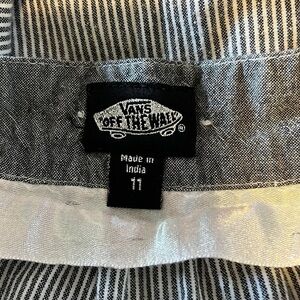 VANS
"OFF THE WALL"
®
Made in
India
11